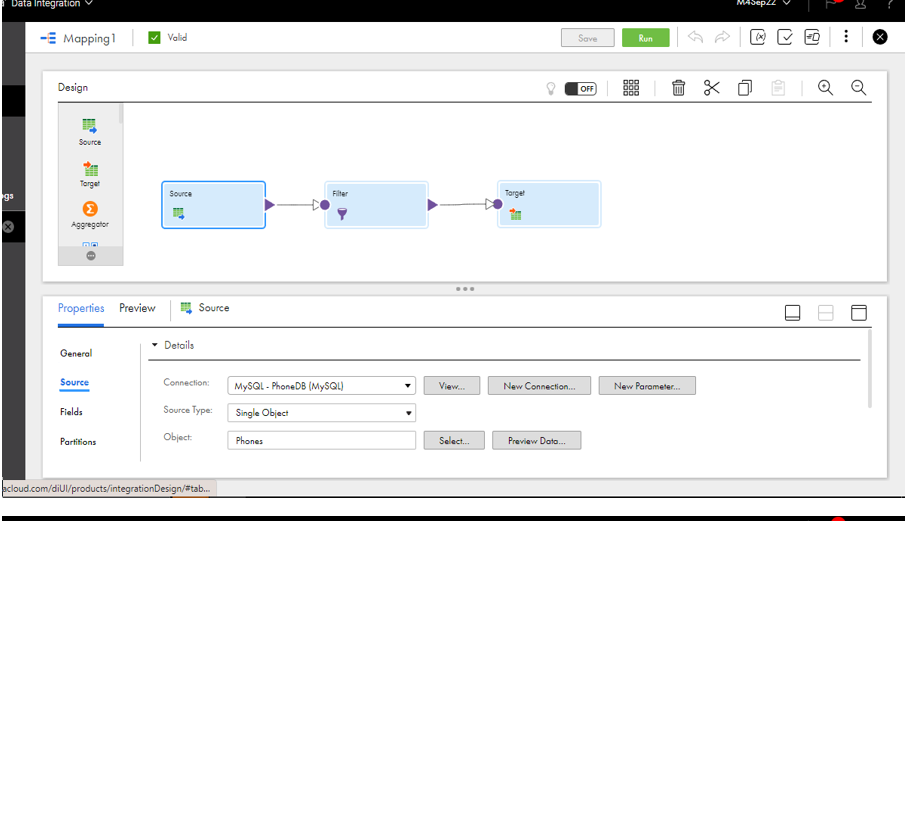 Data Integration
M4Sep22
?
Mapping1
Valid
Save
Run
Design
OFF
Source
Target
Aggregator
Source
Filter
Target
Properties
Preview
Source
General
Source
Fields
Partitions
Details
Connection:
MySQL - PhoneDB (MySQL)
View...
New Connection...
New Parameter...
Source Type:
Single Object
Object:
Phones
Select...
Preview Data...
gs
acloud.com/diUI/products/integrationDesign/#tab...